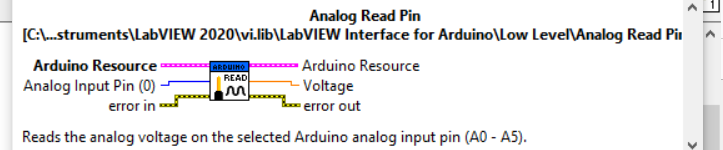 Analog Read Pin
[C:\...struments\LabVIEW 2020\vi.lib\LabVIEW Interface for Arduino\Low Level\Analog Read Pin
Arduino Resource ARDUINO Arduino Resource
Analog Input Pin (0) READ Voltage
error in error out
Reads the analog voltage on the selected Arduino analog input pin (A0 - A5).
1